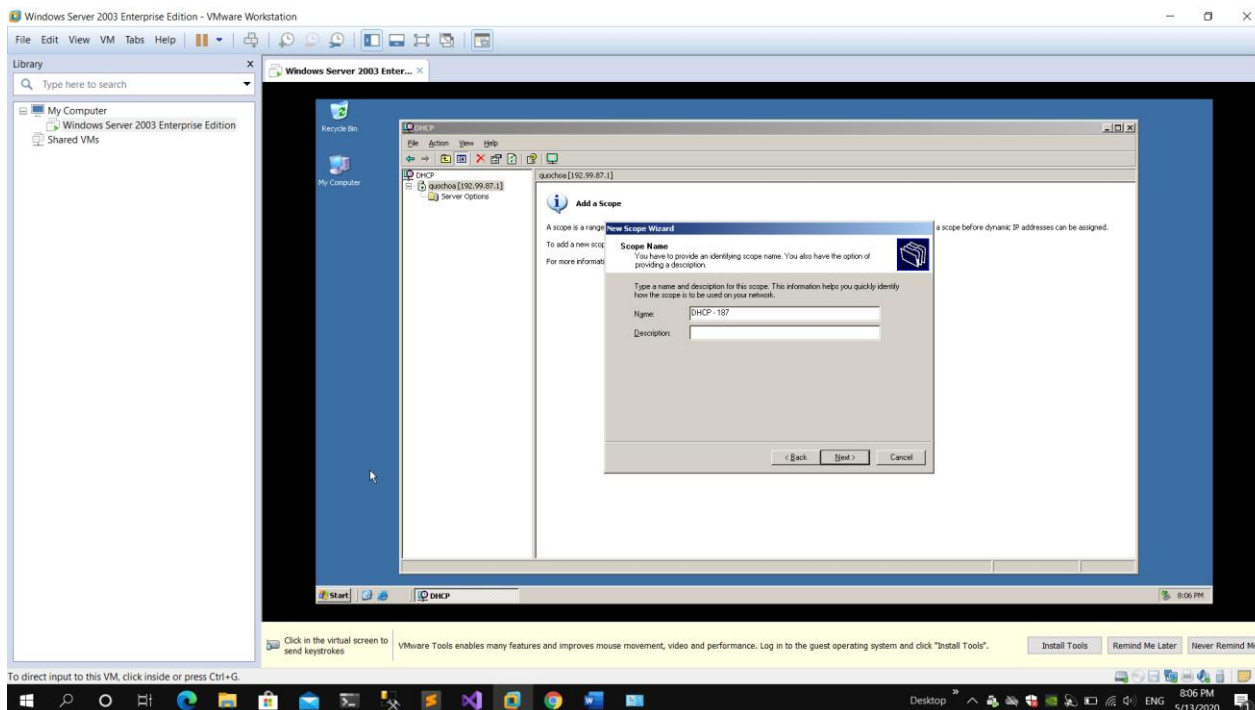 Windows Server 2003 Enterprise Edition - VMware Workstation
File Edit View VM Tabs Help
Library
Type here to search
My Computer
Windows Server 2003 Enterprise Edition
Shared VMs
Windows Server 2003 Enter...
Recycle Bin
My Computer
DHCP
File Action View Help
DHCP
quochoa [192.99.87.1]
Server Options
quochoa [192.99.87.1]
Add a Scope
A scope is a range
a scope before dynamic IP addresses can be assigned.
To add a new scop
For more informati
New Scope Wizard
Scope Name
You have to provide an identifying scope name. You also have the option of
providing a description.
Type a name and description for this scope. This information helps you quickly identify
how the scope is to be used on your network.
Name: DHCP - 187
Description:
< Back Next > Cancel
Start DHCP 8:06 PM
Click in the virtual screen to
send keystrokes
VMware Tools enables many features and improves mouse movement, video and performance. Log in to the guest operating system and click "Install Tools".
Install Tools Remind Me Later Never Remind M
To direct input to this VM, click inside or press Ctrl+G.
Desktop ENG
8:06 PM
5/13/2020